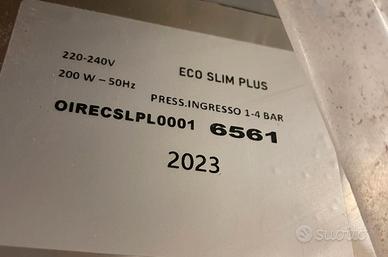 220-240V
ECO SLIM PLUS
200 W – 50Hz
PRESS.INGRESSO 1-4 BAR
OIRECSLPL0001 6561
2023
subito